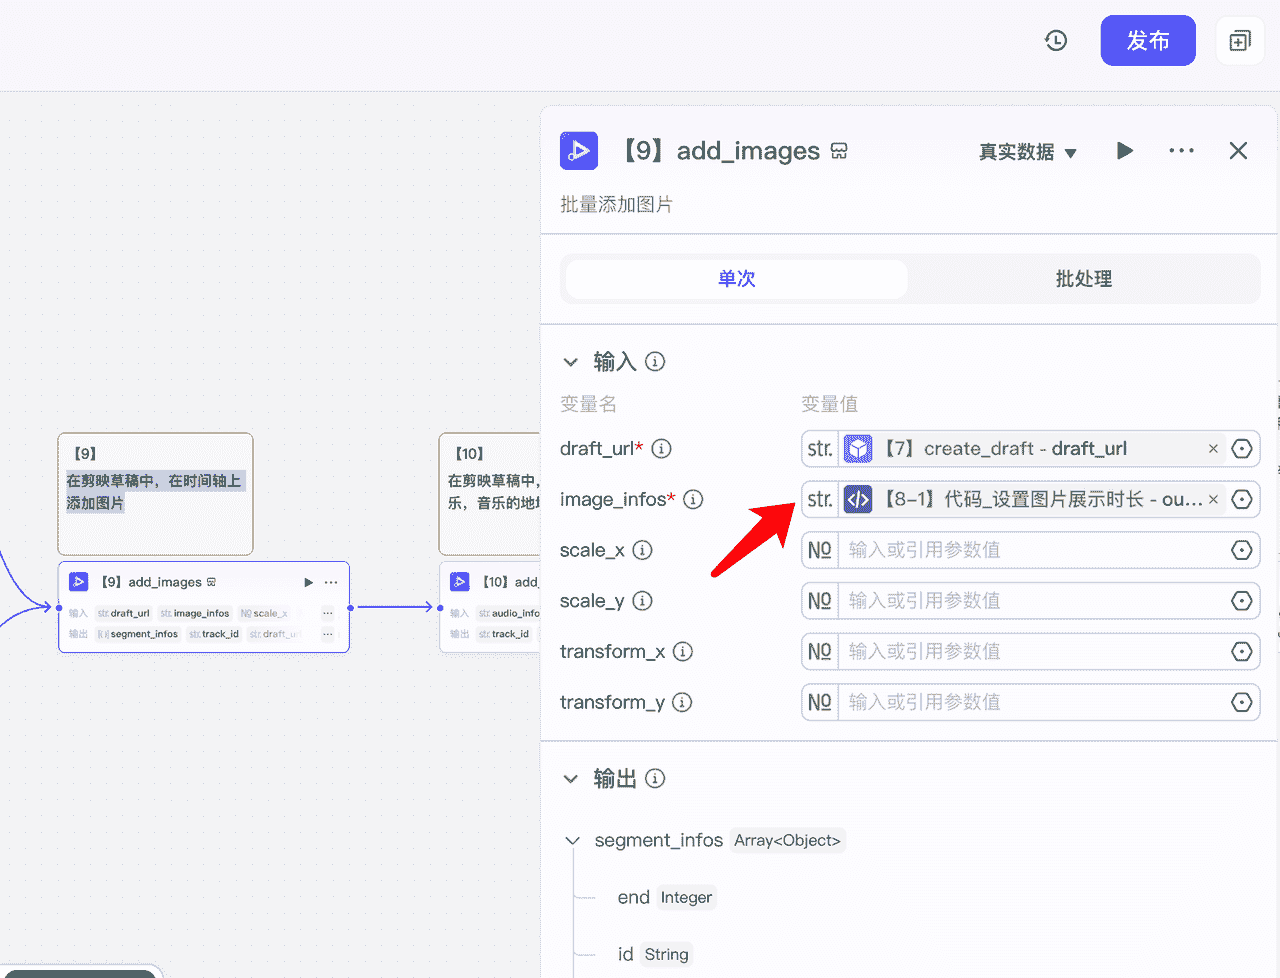 发布
【9】add_images
真实数据
批量添加图片
单次
批处理
输入
变量名
变量值
draft_url*
str.
【7】create_draft - draft_url
image_infos*
str.
【8-1】代码_设置图片展示时长 - ou...
scale_x
№
输入或引用参数值
scale_y
№
输入或引用参数值
transform_x
№
输入或引用参数值
transform_y
№
输入或引用参数值
输出
segment_infos Array<Object>
end Integer
id String
【9】
在剪映草稿中，在时间轴上
添加图片
【9】add_images
输入 str. draft_url str. image_infos № scale_x ...
输出 segment_infos str. track_id str. draft_url ...
【10】
在剪映草稿中，
乐，音乐的地
【10】add_
输入 str. audio_info
输出 str. track_id